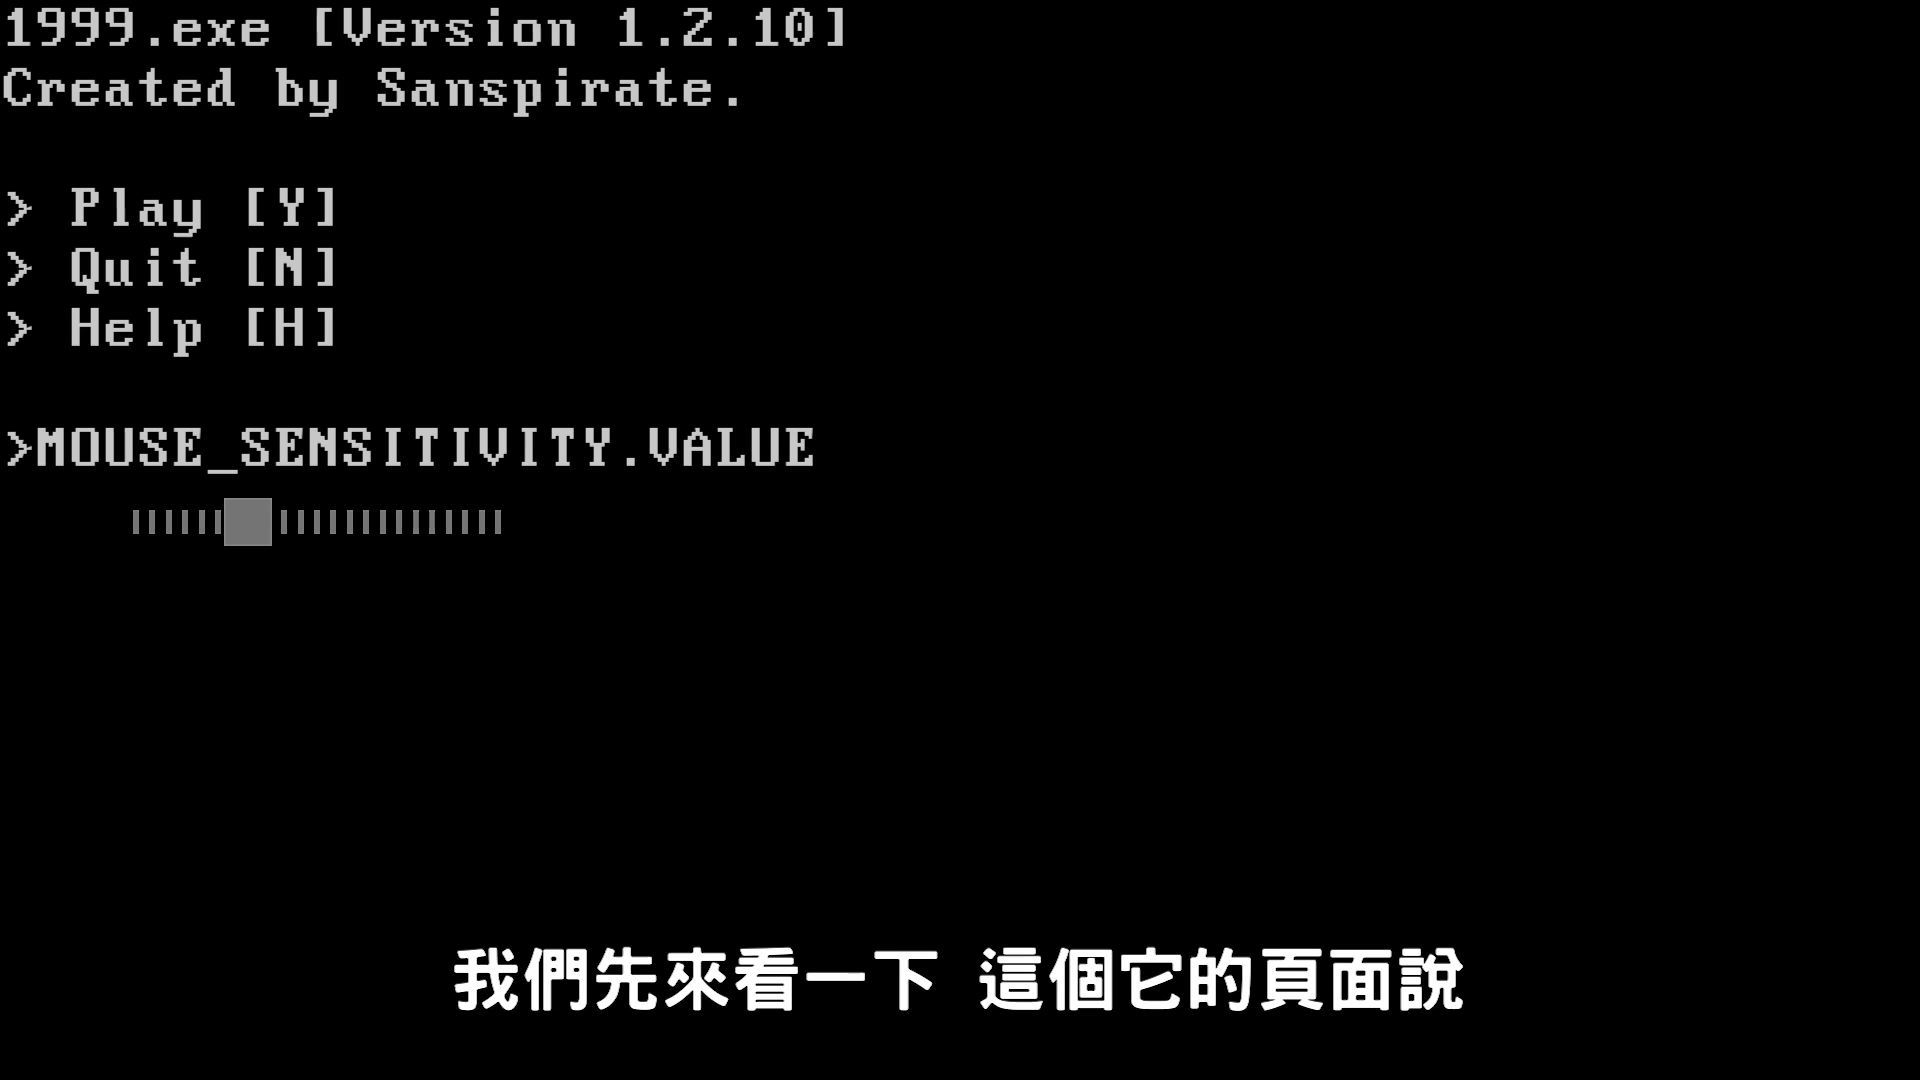 1999.exe [Version 1.2.10]
Created by Sanspirate.
> Play [Y]
> Quit [N]
> Help [H]
>MOUSE_SENSITIVITY.VALUE
我們先來看一下 這個它的頁面說